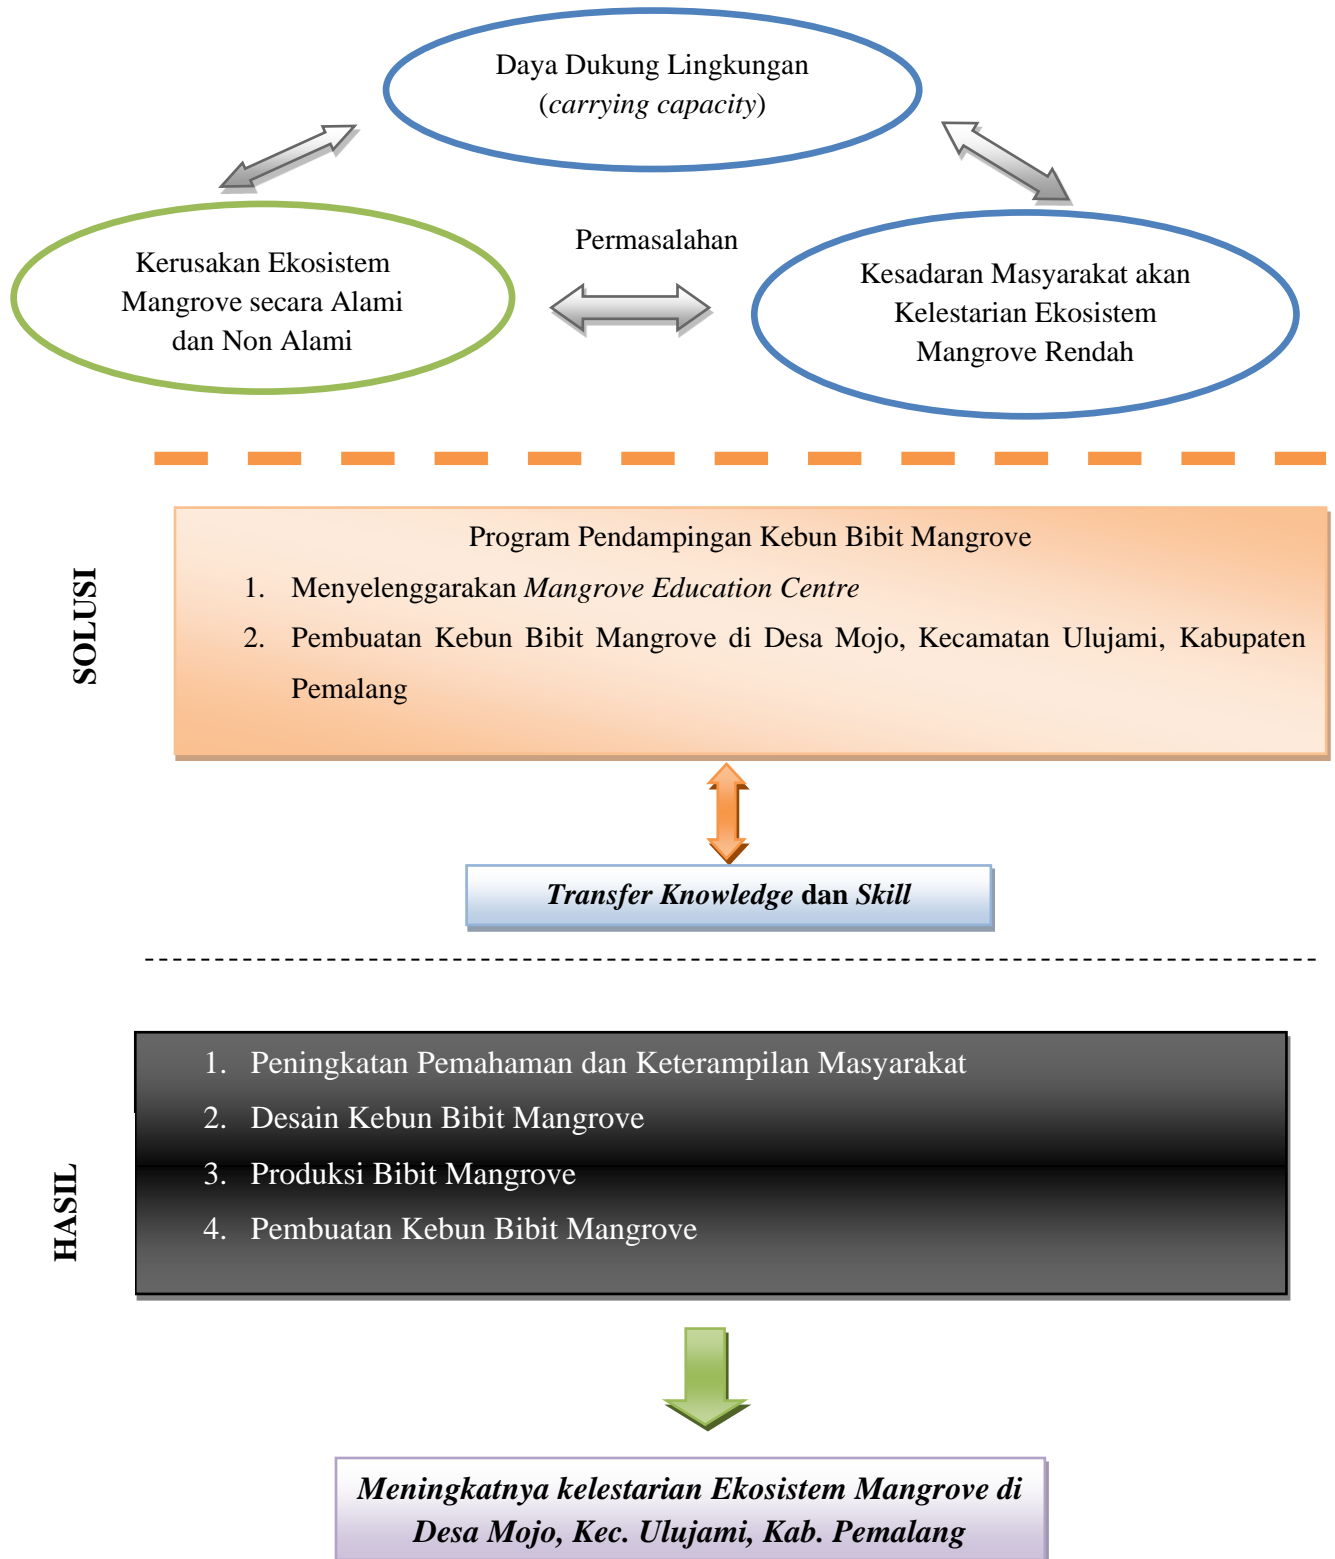 Daya Dukung Lingkungan
(carrying capacity)
Permasalahan
Kerusakan Ekosistem
Mangrove secara Alami
dan Non Alami
Kesadaran Masyarakat akan
Kelestarian Ekosistem
Mangrove Rendah
SOLUSI
Program Pendampingan Kebun Bibit Mangrove
1. Menyelenggarakan Mangrove Education Centre
2. Pembuatan Kebun Bibit Mangrove di Desa Mojo, Kecamatan Ulujami, Kabupaten
Pemalang
Transfer Knowledge dan Skill
HASIL
1. Peningkatan Pemahaman dan Keterampilan Masyarakat
2. Desain Kebun Bibit Mangrove
3. Produksi Bibit Mangrove
4. Pembuatan Kebun Bibit Mangrove
Meningkatnya kelestarian Ekosistem Mangrove di
Desa Mojo, Kec. Ulujami, Kab. Pemalang